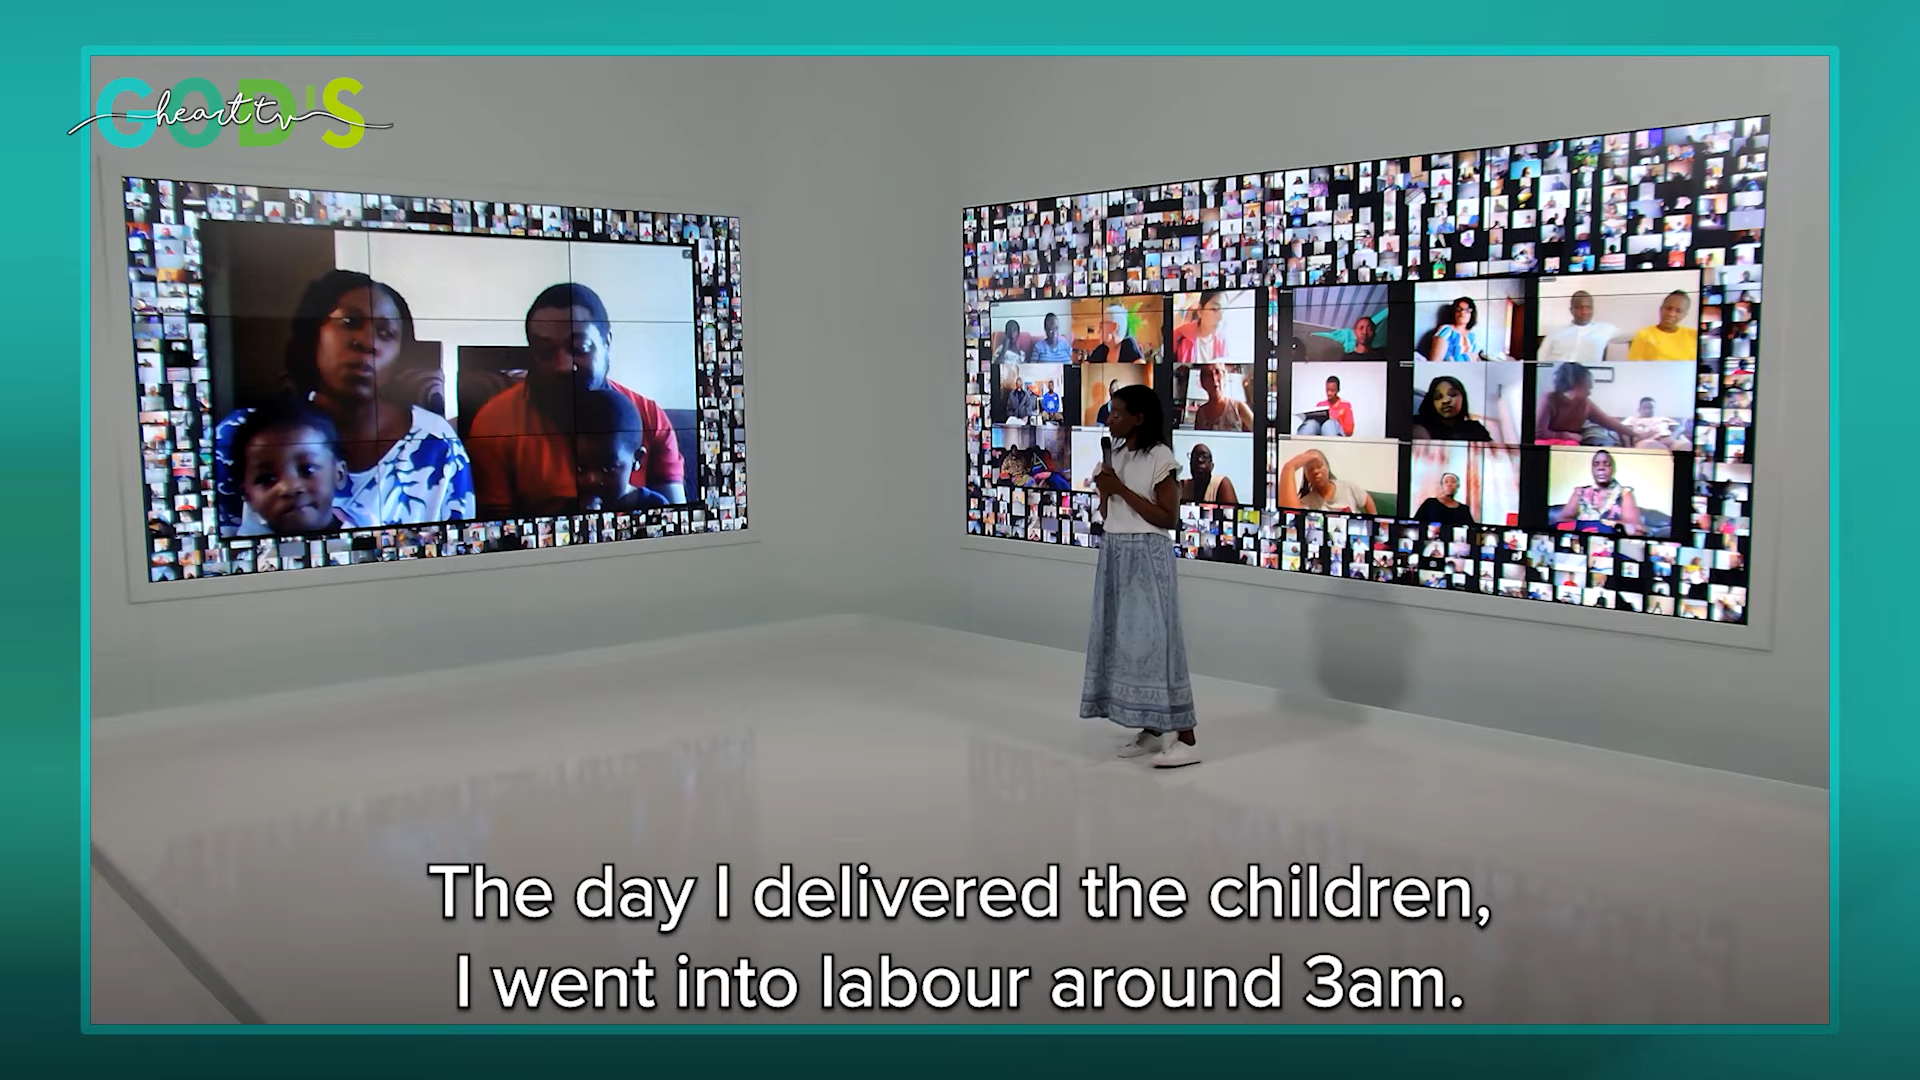 GOD'S
heart tv
The day I delivered the children,
I went into labour around 3am.